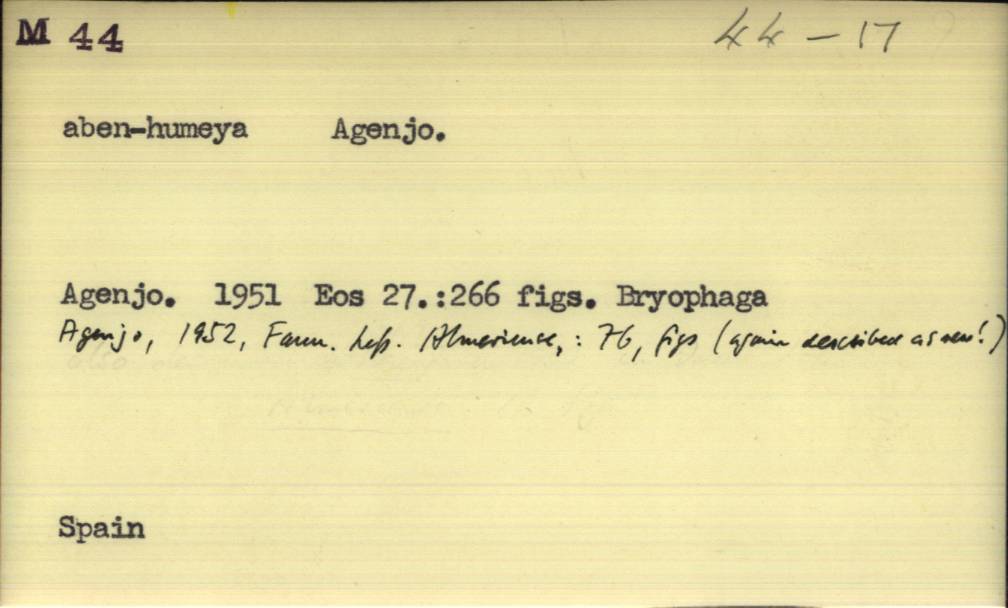 M 44 44 - 17
aben-humeya Agenjo.
Agenjo. 1951 Eos 27.:266 figs. Bryophaga
Agenjo, 1952, Faun. Lep. Almeriense, : 76, figs (again described as new!)
Spain